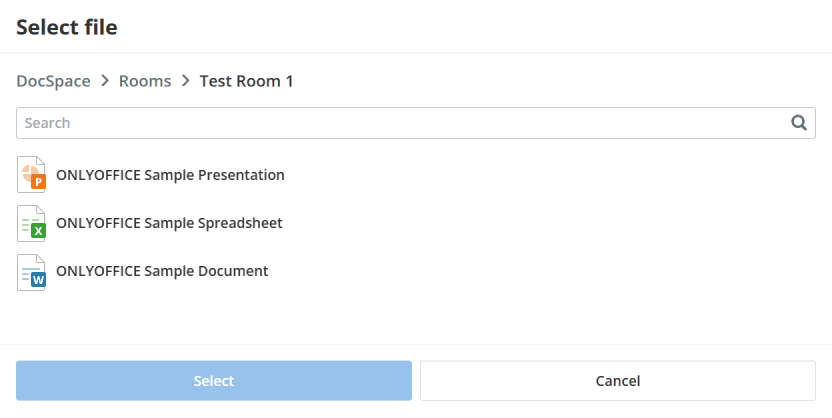 Select file
DocSpace > Rooms > Test Room 1
Search
P ONLYOFFICE Sample Presentation
X ONLYOFFICE Sample Spreadsheet
W ONLYOFFICE Sample Document
Select Cancel